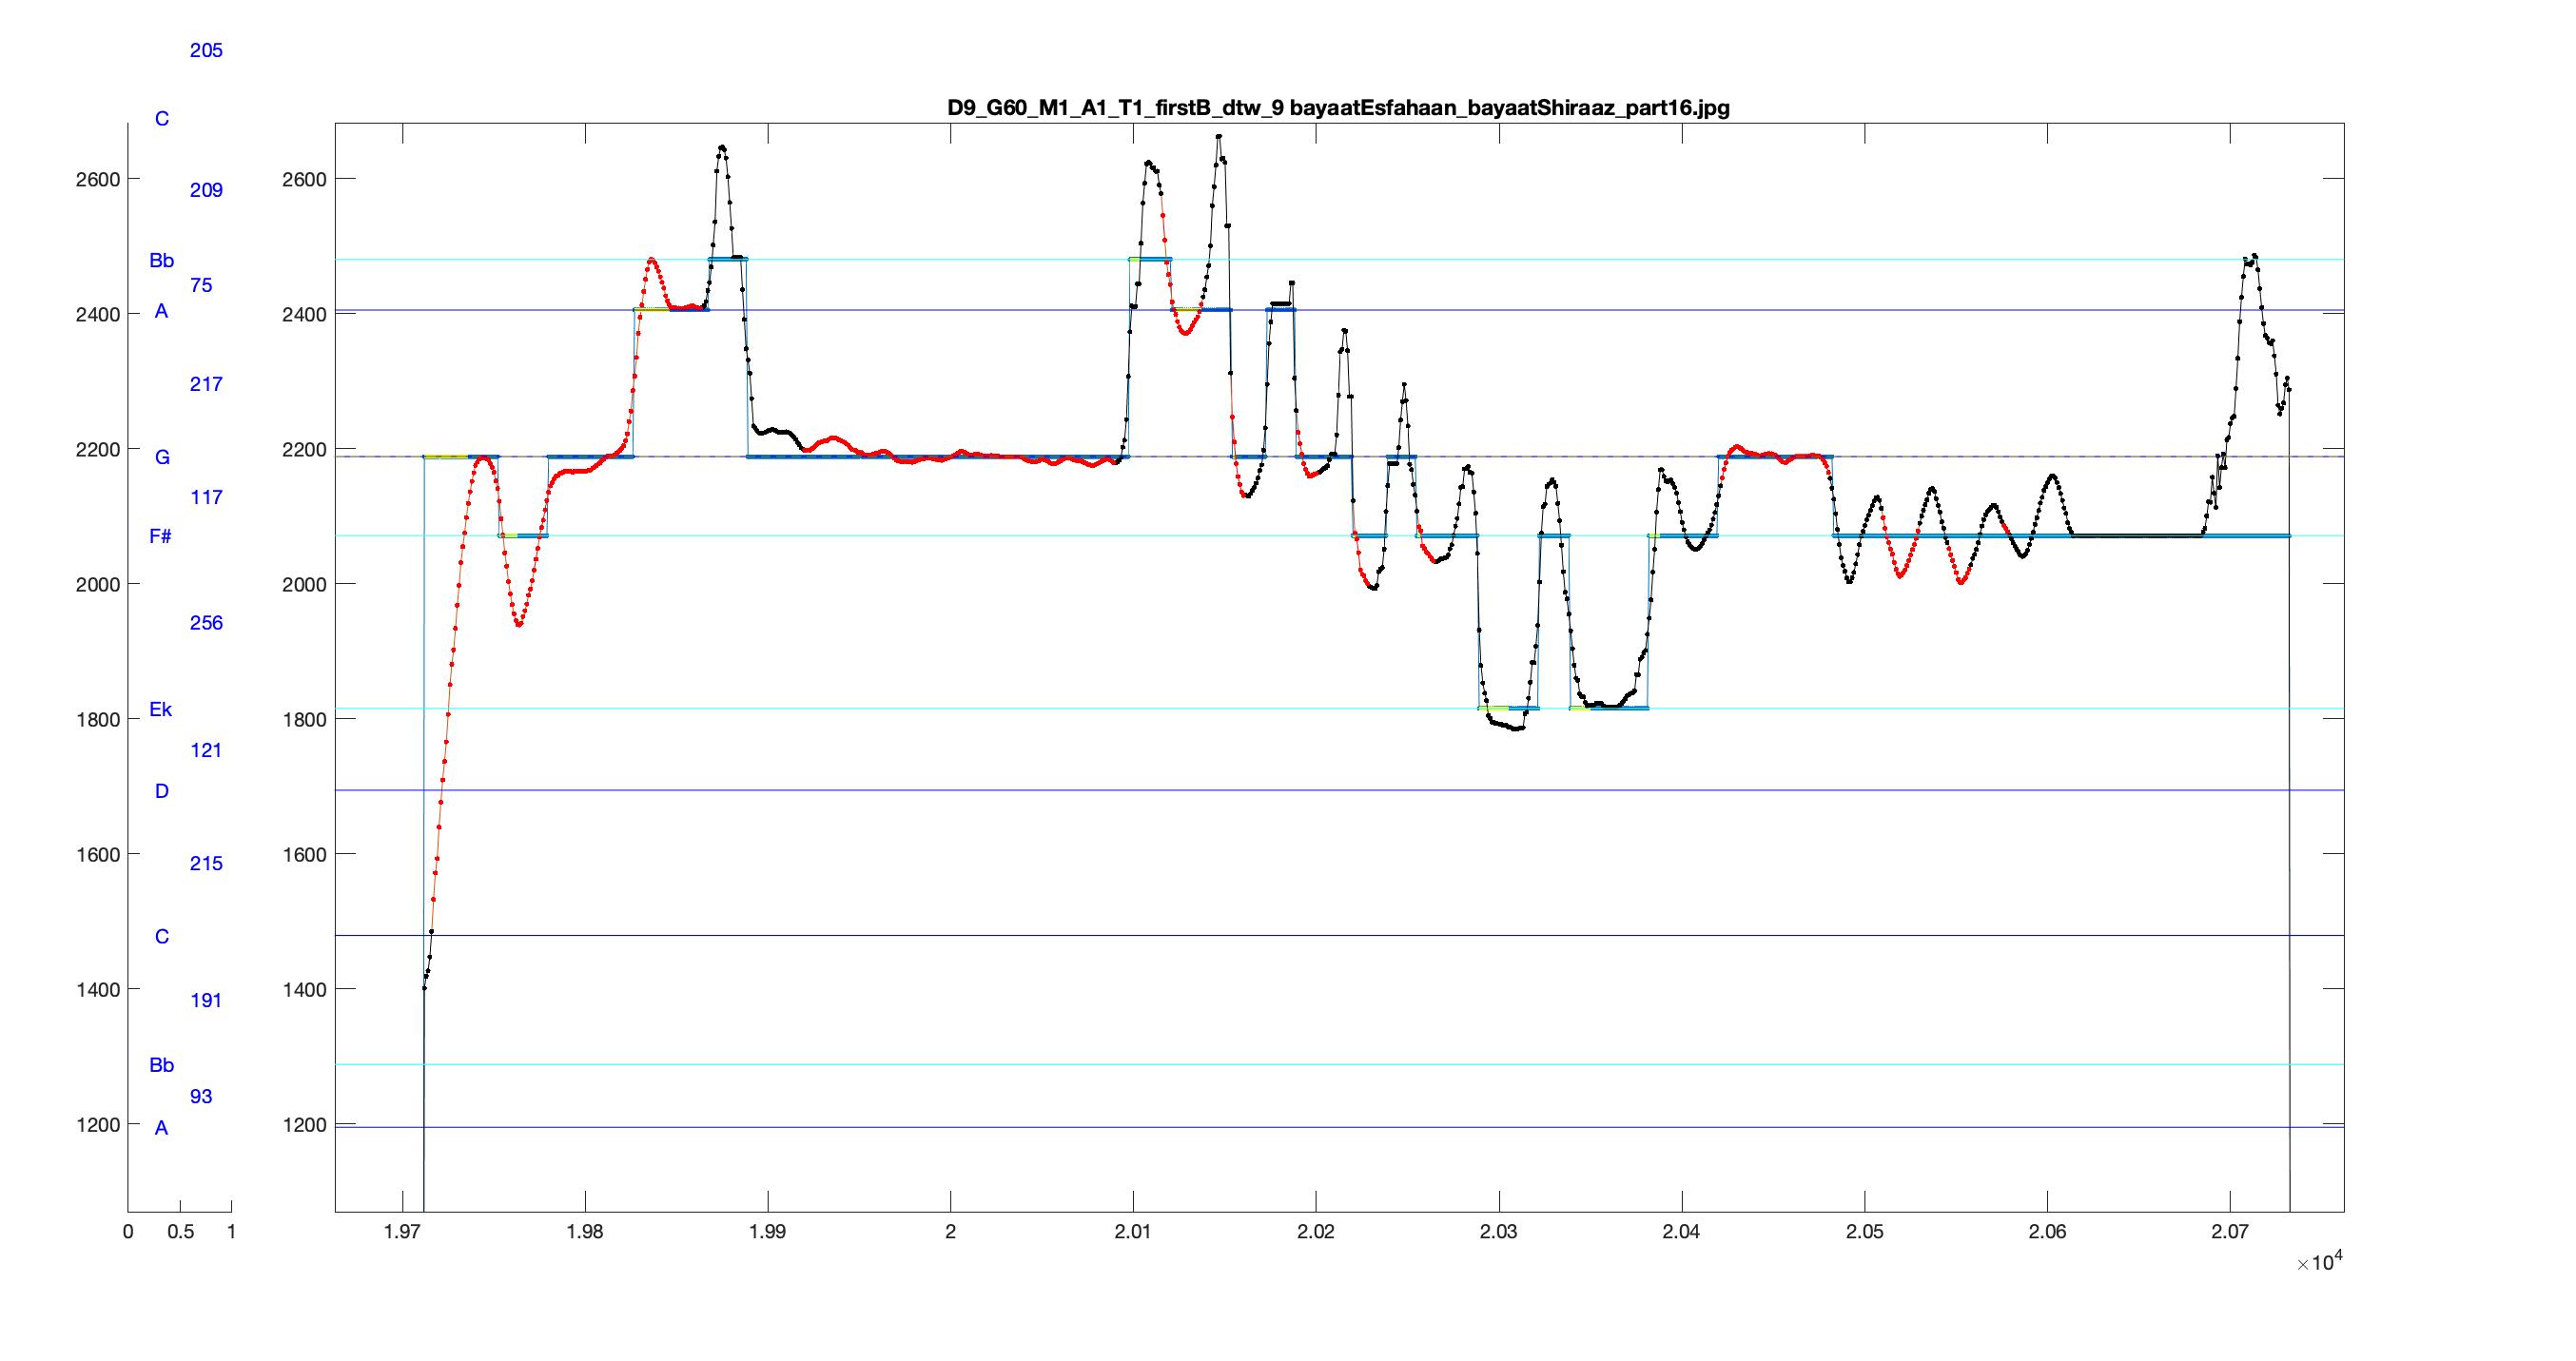 205
C
D9_G60_M1_A1_T1_firstB_dtw_9 bayaatEsfahaan_bayaatShiraaz_part16.jpg
2600 209 2600
Bb
75
2400 A 2400
217
2200 G 2200
117
F#
2000 2000
256
1800 Ek 1800
121
D
1600 215 1600
C
1400 191 1400
Bb
93
1200 A 1200
0 0.5 1 1.97 1.98 1.99 2 2.01 2.02 2.03 2.04 2.05 2.06 2.07
×10^4